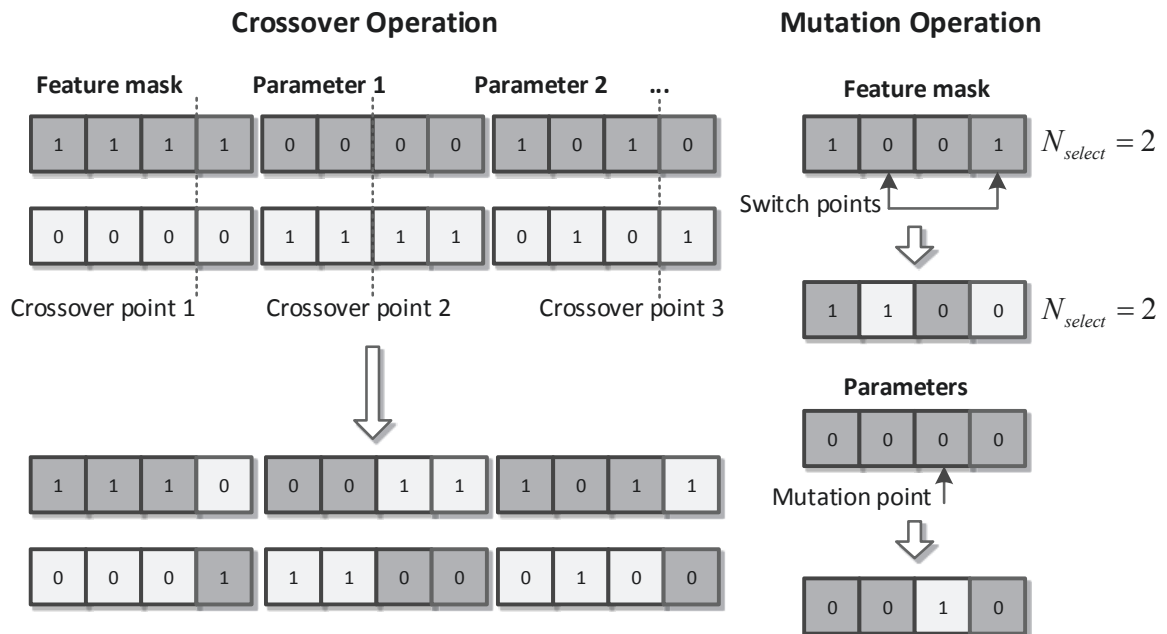 Crossover Operation
Feature mask Parameter 1 Parameter 2 ...
1 1 1 1 0 0 0 0 1 0 1 0
0 0 0 0 1 1 1 1 0 1 0 1
Crossover point 1 Crossover point 2 Crossover point 3
1 1 1 0 0 0 1 1 1 0 1 1
0 0 0 1 1 1 0 0 0 1 0 0
Mutation Operation
Feature mask
1 0 0 1 N_select = 2
Switch points
1 1 0 0 N_select = 2
Parameters
0 0 0 0
Mutation point
0 0 1 0